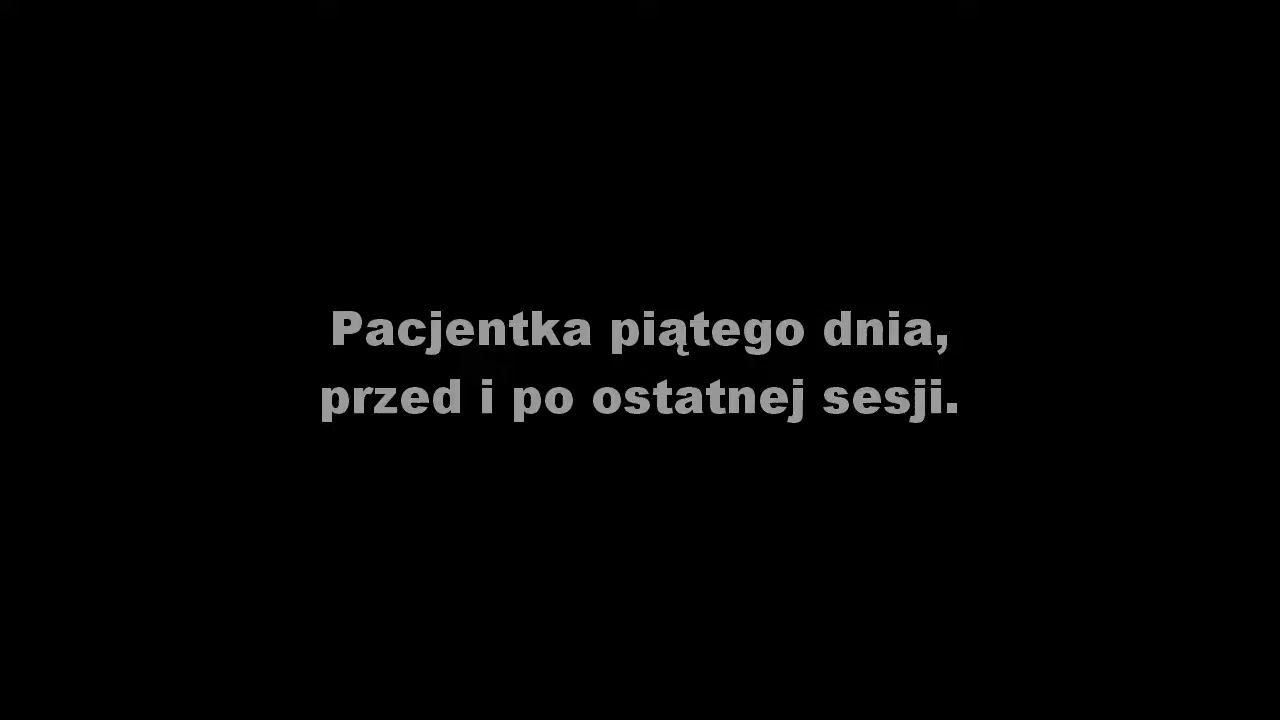 Pacjentka piątego dnia,
przed i po ostatnej sesji.